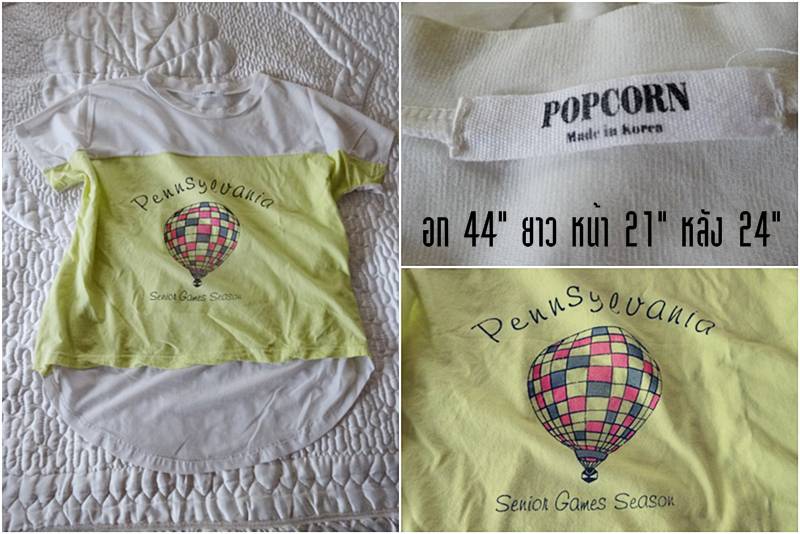 PennSylvania
Senior Games Season
POPCORN
Made in Korea
อก 44" ยาว หน้า 21" หลัง 24"
PennSylvania
Senior Games Season